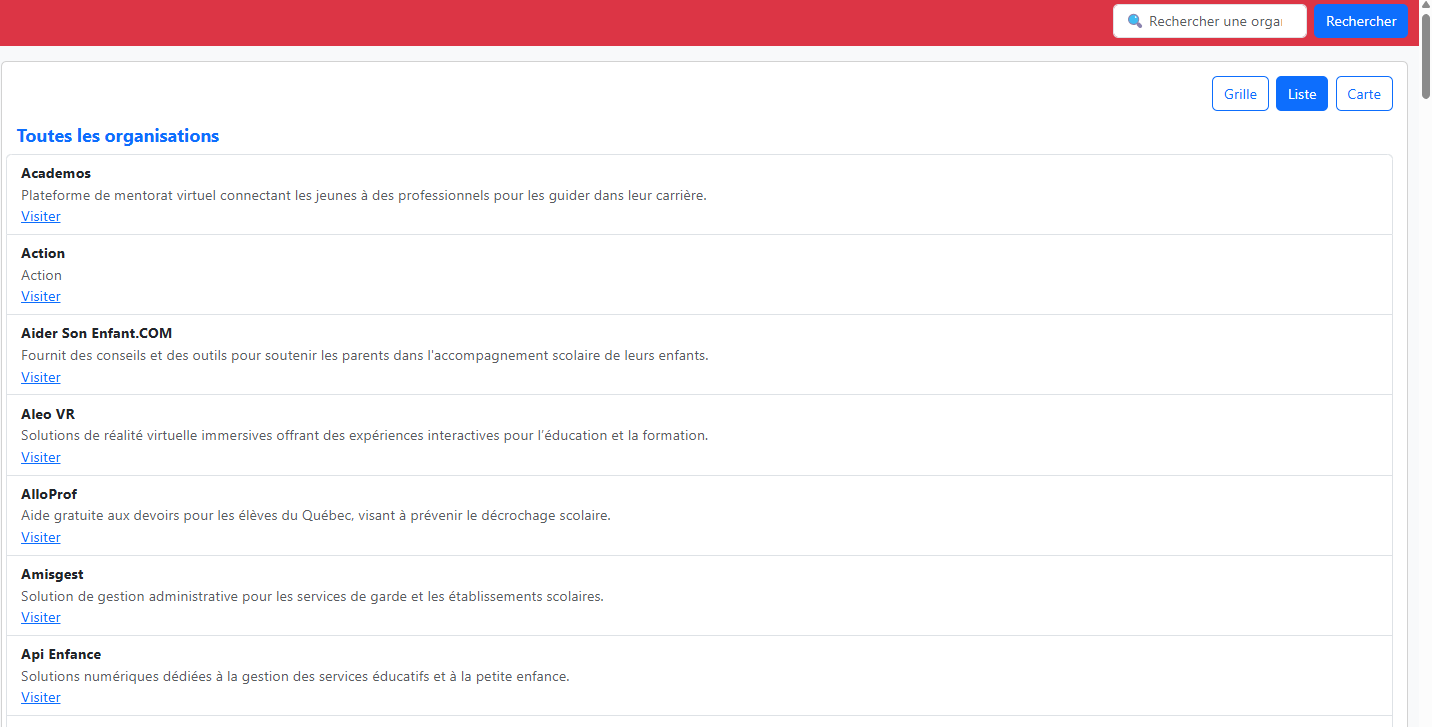 Rechercher une orga
Rechercher
Grille
Liste
Carte
Toutes les organisations
Academos
Plateforme de mentorat virtuel connectant les jeunes à des professionnels pour les guider dans leur carrière.
Visiter
Action
Action
Visiter
Aider Son Enfant.COM
Fournit des conseils et des outils pour soutenir les parents dans l'accompagnement scolaire de leurs enfants.
Visiter
Aleo VR
Solutions de réalité virtuelle immersives offrant des expériences interactives pour l’éducation et la formation.
Visiter
AlloProf
Aide gratuite aux devoirs pour les élèves du Québec, visant à prévenir le décrochage scolaire.
Visiter
Amisgest
Solution de gestion administrative pour les services de garde et les établissements scolaires.
Visiter
Api Enfance
Solutions numériques dédiées à la gestion des services éducatifs et à la petite enfance.
Visiter